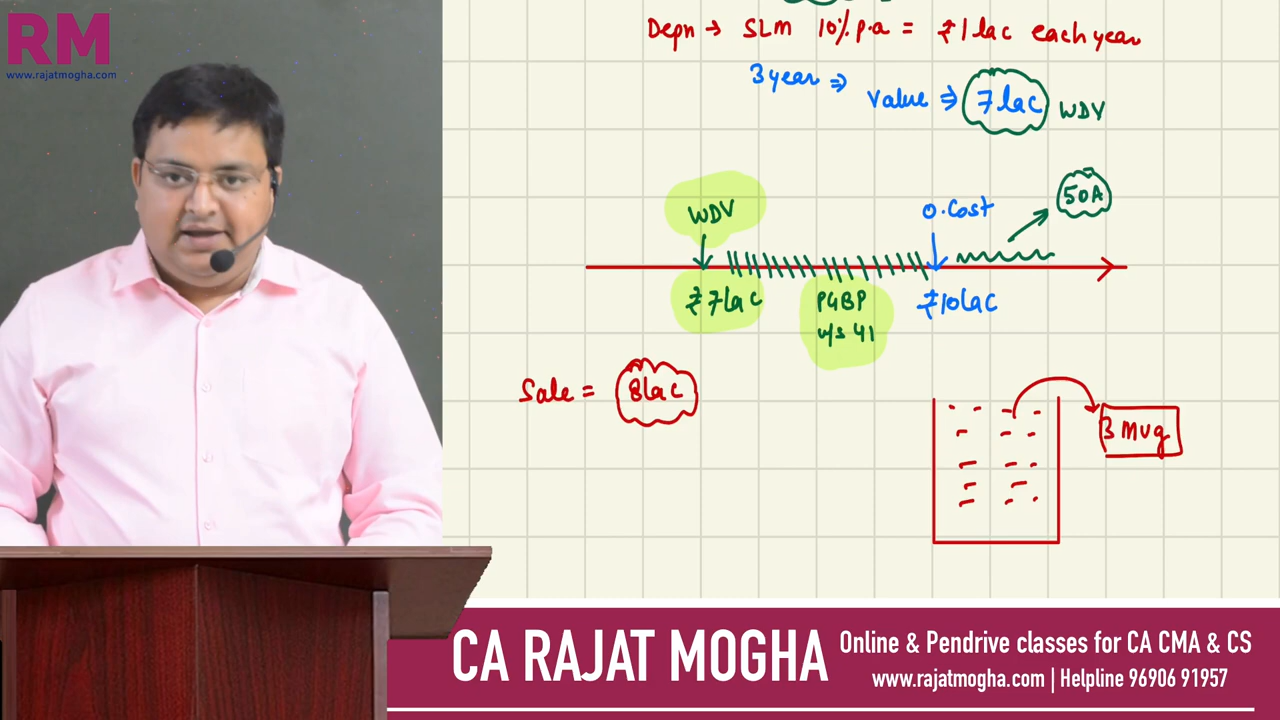 RM
www.rajatmogha.com
Depn → SLM 10% p.a = ₹1 lac each year
3 year ⇒
Value ⇒ 7 lac WDV
WDV
O.Cost
50A
₹ 7 lac
PGBP
u/s 41
₹10 lac
Sale = 8 lac
3 Mug
CA RAJAT MOGHA
Online & Pendrive classes for CA CMA & CS
www.rajatmogha.com | Helpline 96906 91957